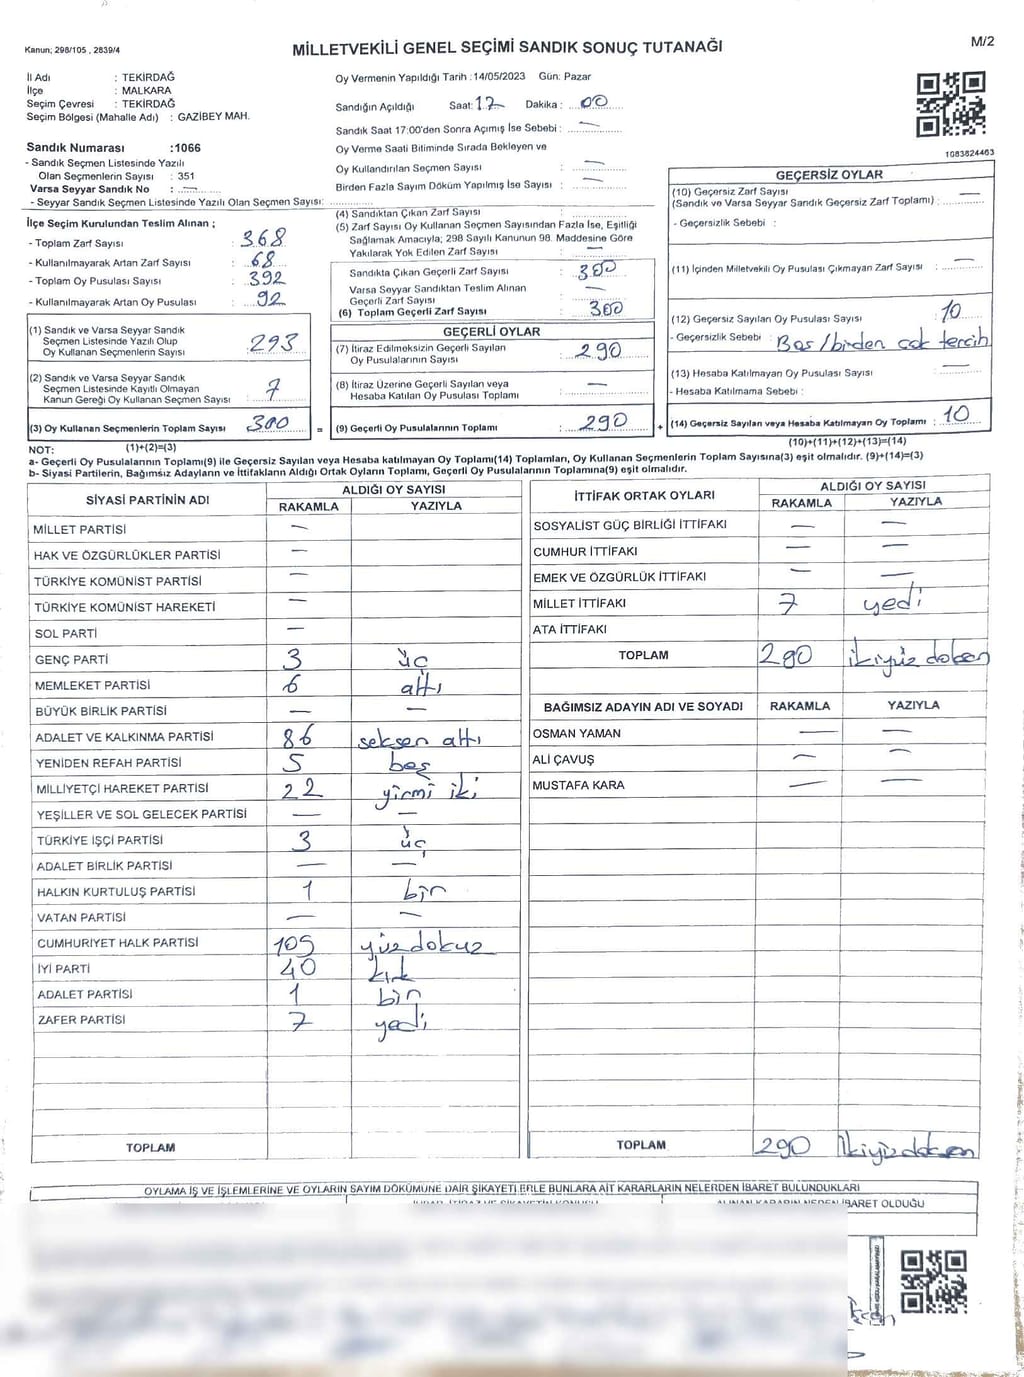 Kanun; 298/105 , 2839/4
MİLLETVEKİLİ GENEL SEÇİMİ SANDIK SONUÇ TUTANAĞI
M/2
İl Adı : TEKİRDAĞ
İlçe : MALKARA
Seçim Çevresi : TEKİRDAĞ
Seçim Bölgesi (Mahalle Adı) : GAZİBEY MAH.
Sandık Numarası :1066
- Sandık Seçmen Listesinde Yazılı
Olan Seçmenlerin Sayısı : 351
Varsa Seyyar Sandık No : —
- Seyyar Sandık Seçmen Listesinde Yazılı Olan Seçmen Sayısı:
Oy Vermenin Yapıldığı Tarih :14/05/2023 Gün: Pazar
Sandığın Açıldığı Saat: 17 Dakika : 00
Sandık Saat 17:00'den Sonra Açımış İse Sebebi : —
Oy Verme Saati Bitiminde Sırada Bekleyen ve
Oy Kullandırılan Seçmen Sayısı : —
Birden Fazla Sayım Döküm Yapılmış İse Sayısı : —
1083824463
İlçe Seçim Kurulundan Teslim Alınan ;
- Toplam Zarf Sayısı : 368
- Kullanılmayarak Artan Zarf Sayısı : 68
- Toplam Oy Pusulası Sayısı : 392
- Kullanılmayarak Artan Oy Pusulası : 92
(1) Sandık ve Varsa Seyyar Sandık
Seçmen Listesinde Yazılı Olup
Oy Kullanan Seçmenlerin Sayısı : 293
(2) Sandık ve Varsa Seyyar Sandık
Seçmen Listesinde Kayıtlı Olmayan
Kanun Gereği Oy Kullanan Seçmen Sayısı : 7
(3) Oy Kullanan Seçmenlerin Toplam Sayısı : 300 =
(4) Sandıktan Çıkan Zarf Sayısı :
(5) Zarf Sayısı Oy Kullanan Seçmen Sayısından Fazla İse, Eşitliği
Sağlamak Amacıyla; 298 Sayılı Kanunun 98. Maddesine Göre
Yakılarak Yok Edilen Zarf Sayısı : —
Sandıkla Çıkan Geçerli Zarf Sayısı : 300
Varsa Seyyar Sandıktan Teslim Alınan
Geçerli Zarf Sayısı : —
(6) Toplam Geçerli Zarf Sayısı : 300
GEÇERLİ OYLAR
(7) İtiraz Edilmeksizin Geçerli Sayılan
Oy Pusulalarının Sayısı : 290
(8) İtiraz Üzerine Geçerli Sayılan veya
Hesaba Katılan Oy Pusulası Toplamı : —
(9) Geçerli Oy Pusulalarının Toplamı : 290 +
GEÇERSİZ OYLAR
(10) Geçersiz Zarf Sayısı —
(Sandık ve Varsa Seyyar Sandık Geçersiz Zarf Toplamı) :
- Geçersizlik Sebebi :
(11) İçinden Milletvekili Oy Pusulası Çıkmayan Zarf Sayısı : —
(12) Geçersiz Sayılan Oy Pusulası Sayısı : 10
- Geçersizlik Sebebi : Boş/birden çok tercih
(13) Hesaba Katılmayan Oy Pusulası Sayısı : —
- Hesaba Katılmama Sebebi :
(14) Geçersiz Sayılan veya Hesaba Katılmayan Oy Toplamı : 10
NOT: (1)+(2)=(3)
(10)+(11)+(12)+(13)=(14)
a- Geçerli Oy Pusulalarının Toplamı(9) ile Geçersiz Sayılan veya Hesaba katılmayan Oy Toplamı(14) Toplamları, Oy Kullanan Seçmenlerin Toplam Sayısına(3) eşit olmalıdır. (9)+(14)=(3)
b- Siyasi Partilerin, Bağımsız Adayların ve İttifakların Aldığı Ortak Oyların Toplamı, Geçerli Oy Pusulalarının Toplamına(9) eşit olmalıdır.
SİYASİ PARTİNİN ADI ALDIĞI OY SAYISI
RAKAMLA YAZIYLA
MİLLET PARTİSİ —
HAK VE ÖZGÜRLÜKLER PARTİSİ —
TÜRKİYE KOMÜNİST PARTİSİ —
TÜRKİYE KOMÜNİST HAREKETİ —
SOL PARTİ —
GENÇ PARTİ 3 üç
MEMLEKET PARTİSİ 6 altı
BÜYÜK BİRLİK PARTİSİ — —
ADALET VE KALKINMA PARTİSİ 86 seksen altı
YENİDEN REFAH PARTİSİ 5 beş
MİLLİYETÇİ HAREKET PARTİSİ 22 yirmi iki
YEŞİLLER VE SOL GELECEK PARTİSİ — —
TÜRKİYE İŞÇİ PARTİSİ 3 üç
ADALET BİRLİK PARTİSİ — —
HALKIN KURTULUŞ PARTİSİ 1 bir
VATAN PARTİSİ — —
CUMHURİYET HALK PARTİSİ 109 yüzdokuz
İYİ PARTİ 40 kırk
ADALET PARTİSİ 1 bir
ZAFER PARTİSİ 7 yedi
TOPLAM
İTTİFAK ORTAK OYLARI ALDIĞI OY SAYISI
RAKAMLA YAZIYLA
SOSYALİST GÜÇ BİRLİĞİ İTTİFAKI — —
CUMHUR İTTİFAKI — —
EMEK VE ÖZGÜRLÜK İTTİFAKI — —
MİLLET İTTİFAKI 7 yedi
ATA İTTİFAKI
TOPLAM 290 ikiyüz doksan
BAĞIMSIZ ADAYIN ADI VE SOYADI RAKAMLA YAZIYLA
OSMAN YAMAN — —
ALİ ÇAVUŞ — —
MUSTAFA KARA — —
TOPLAM 290 ikiyüzdoksan
OYLAMA İŞ VE İŞLEMLERİNE VE OYLARIN SAYIM DÖKÜMÜNE DAİR ŞİKAYETLERLE BUNLARA AİT KARARLARIN NELERDEN İBARET BULUNDUKLARI
ALINAN KARARIN NEDEN İBARET OLDUĞU